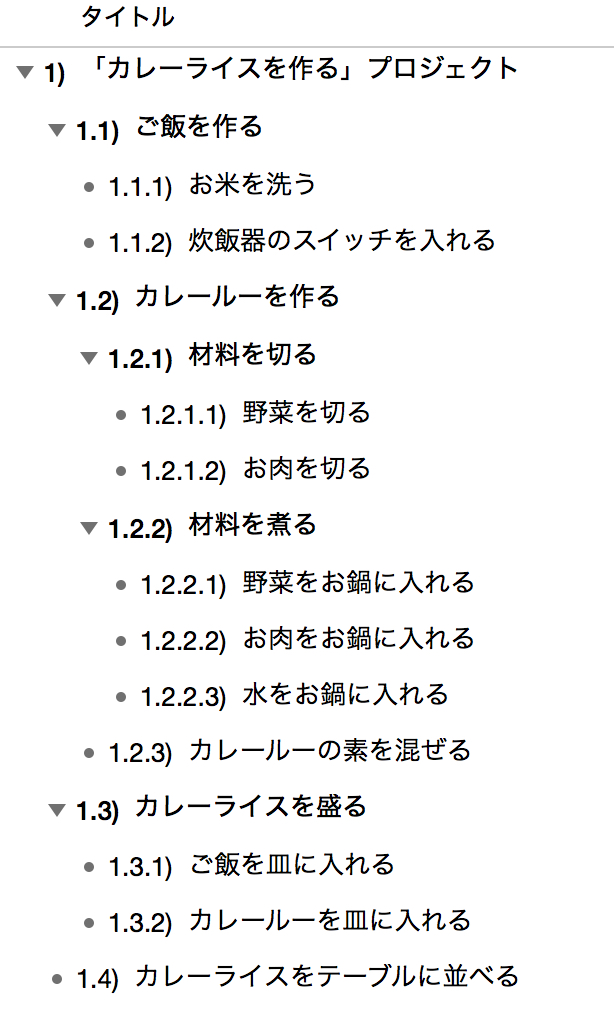 タイトル
1) 「カレーライスを作る」プロジェクト
1.1) ご飯を作る
1.1.1) お米を洗う
1.1.2) 炊飯器のスイッチを入れる
1.2) カレールーを作る
1.2.1) 材料を切る
1.2.1.1) 野菜を切る
1.2.1.2) お肉を切る
1.2.2) 材料を煮る
1.2.2.1) 野菜をお鍋に入れる
1.2.2.2) お肉をお鍋に入れる
1.2.2.3) 水をお鍋に入れる
1.2.3) カレールーの素を混ぜる
1.3) カレーライスを盛る
1.3.1) ご飯を皿に入れる
1.3.2) カレールーを皿に入れる
1.4) カレーライスをテーブルに並べる